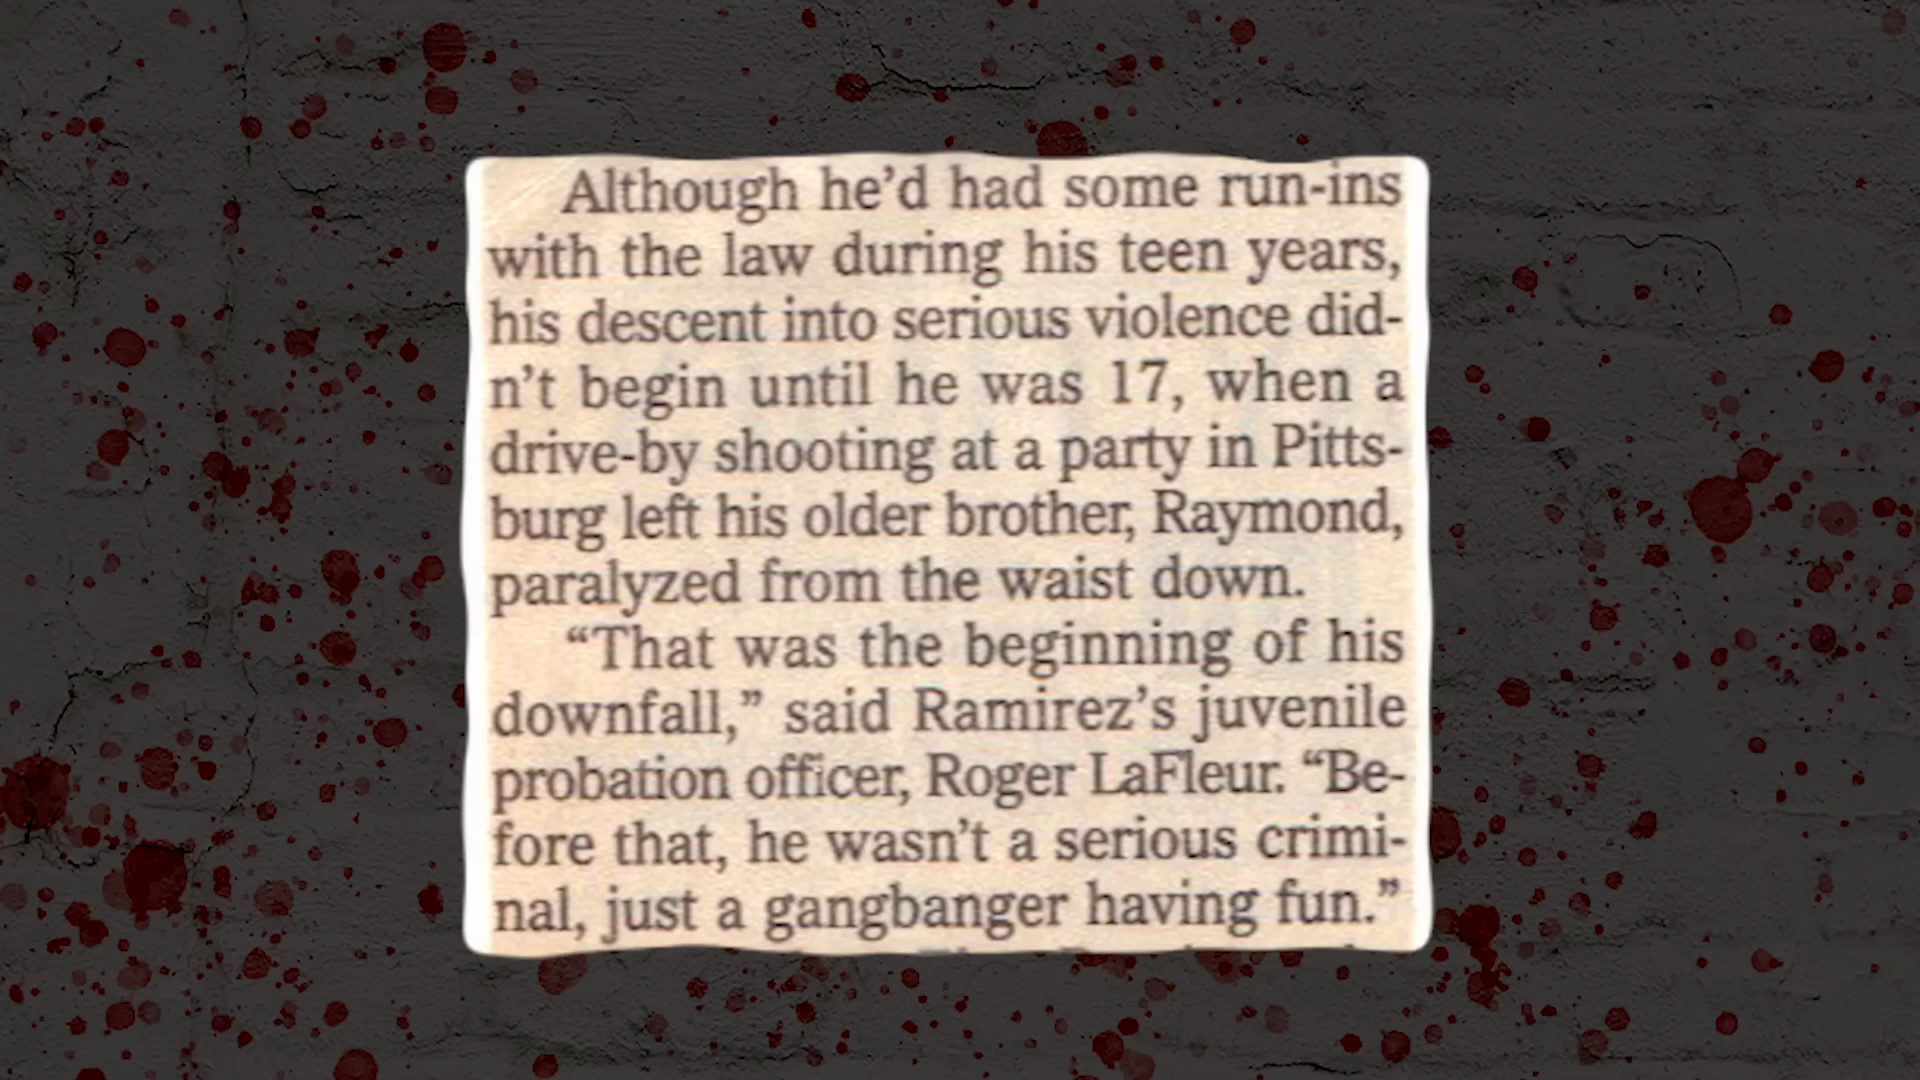 Although he’d had some run-ins
with the law during his teen years,
his descent into serious violence did-
n’t begin until he was 17, when a
drive-by shooting at a party in Pitts-
burg left his older brother, Raymond,
paralyzed from the waist down.
“That was the beginning of his
downfall,” said Ramirez’s juvenile
probation officer, Roger LaFleur. “Be-
fore that, he wasn’t a serious crimi-
nal, just a gangbanger having fun.”